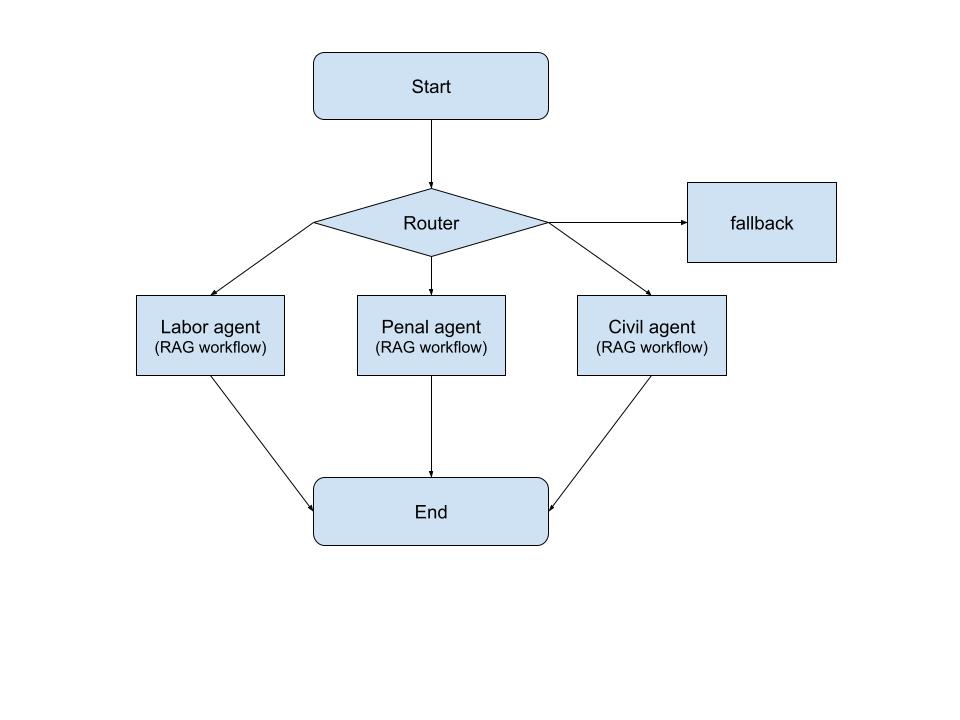 Start
Router
fallback
Labor agent
(RAG workflow)
Penal agent
(RAG workflow)
Civil agent
(RAG workflow)
End